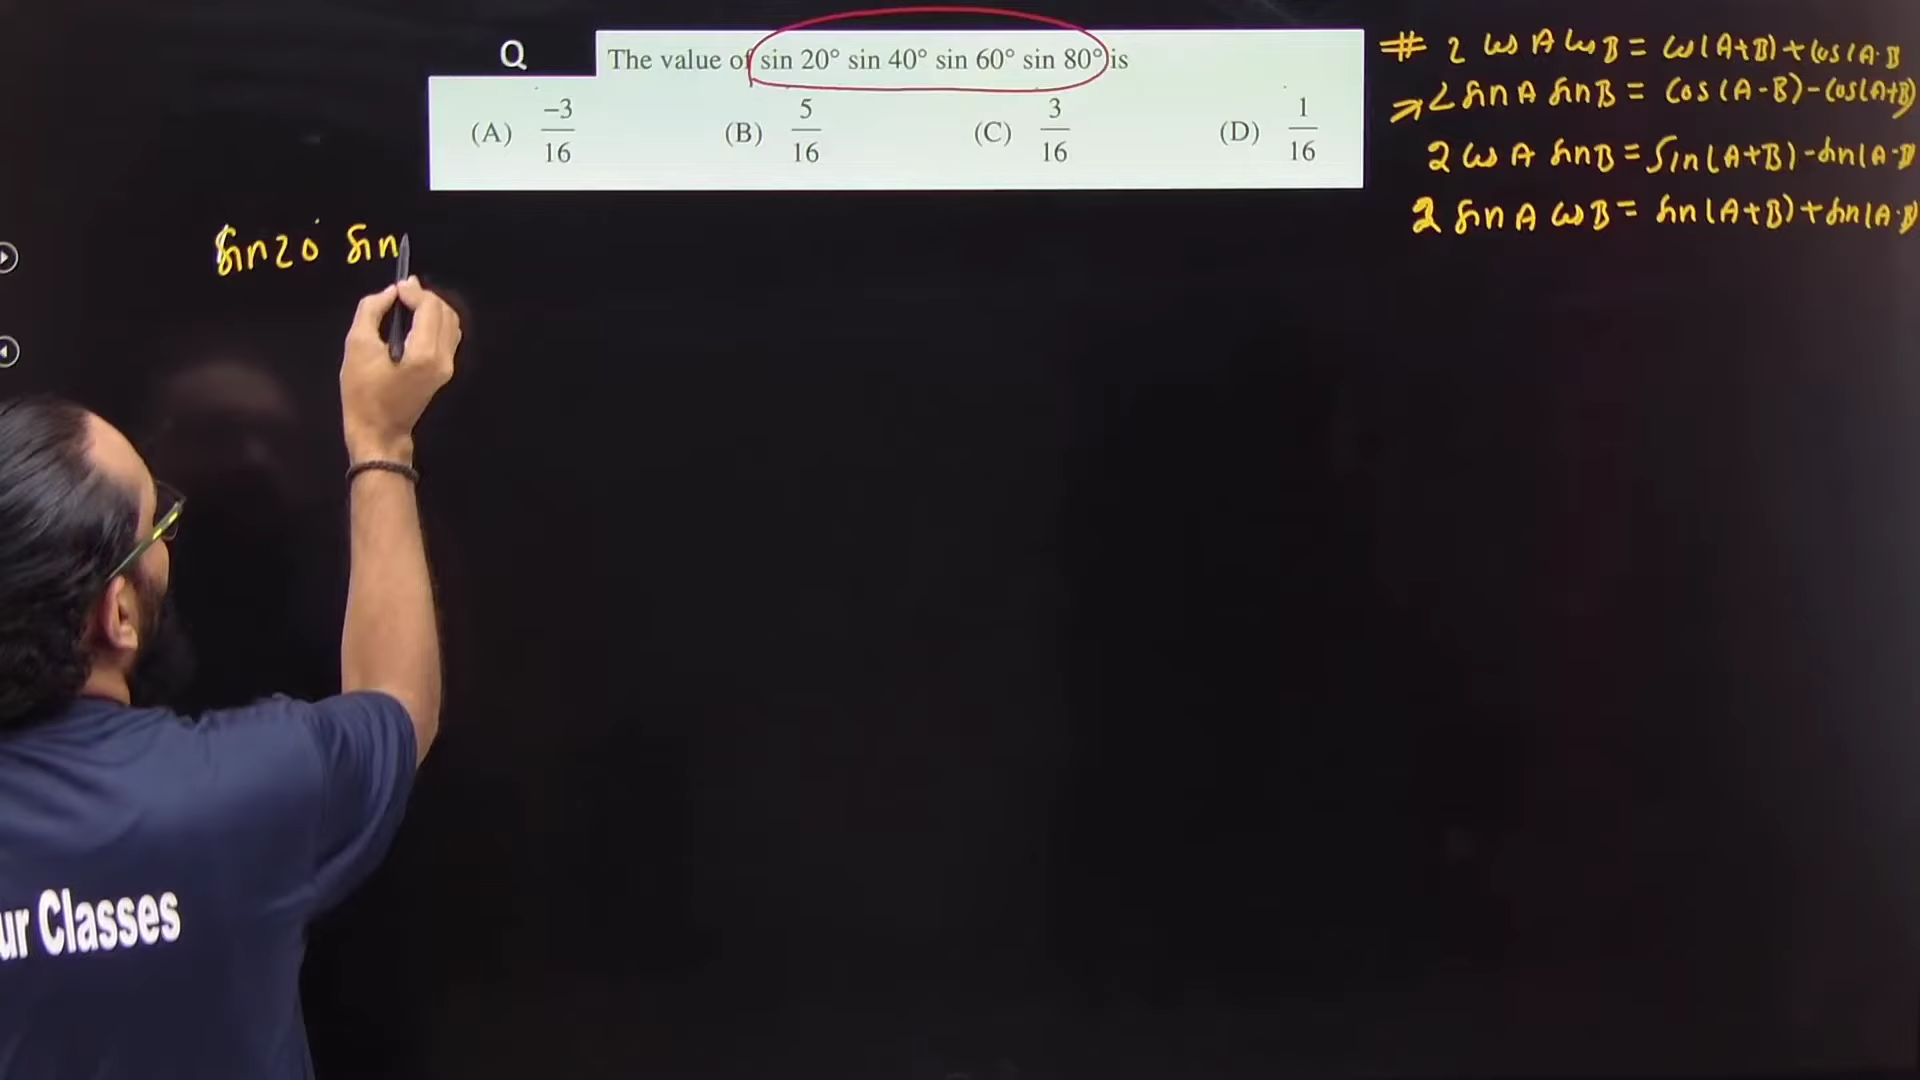 Q The value of sin 20° sin 40° sin 60° sin 80° is
(A) −3/16 (B) 5/16 (C) 3/16 (D) 1/16
# 2 cos A cos B = cos(A+B) + cos(A-B
→ 2 sin A sin B = cos(A-B) - cos(A+B)
2 cos A sin B = sin(A+B) - sin(A-B)
2 sin A cos B = sin(A+B) + sin(A-B)
sin20° sin
ur Classes